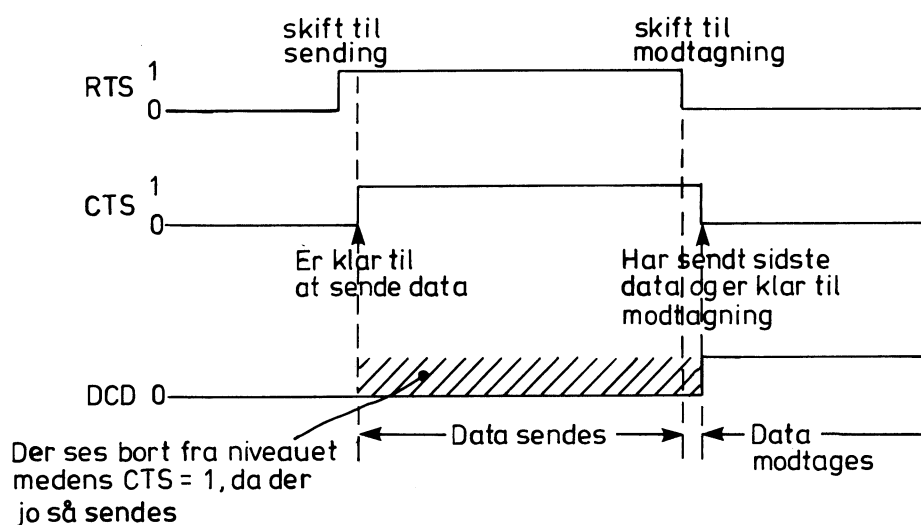 skift til
sending
skift til
modtagning
RTS 1
0
CTS 1
0
Er klar til
at sende data
Har sendt sidste
data og er klar til
modtagning
DCD 0
Data sendes
Data
modtages
Der ses bort fra niveauet
medens CTS = 1, da der
jo så sendes